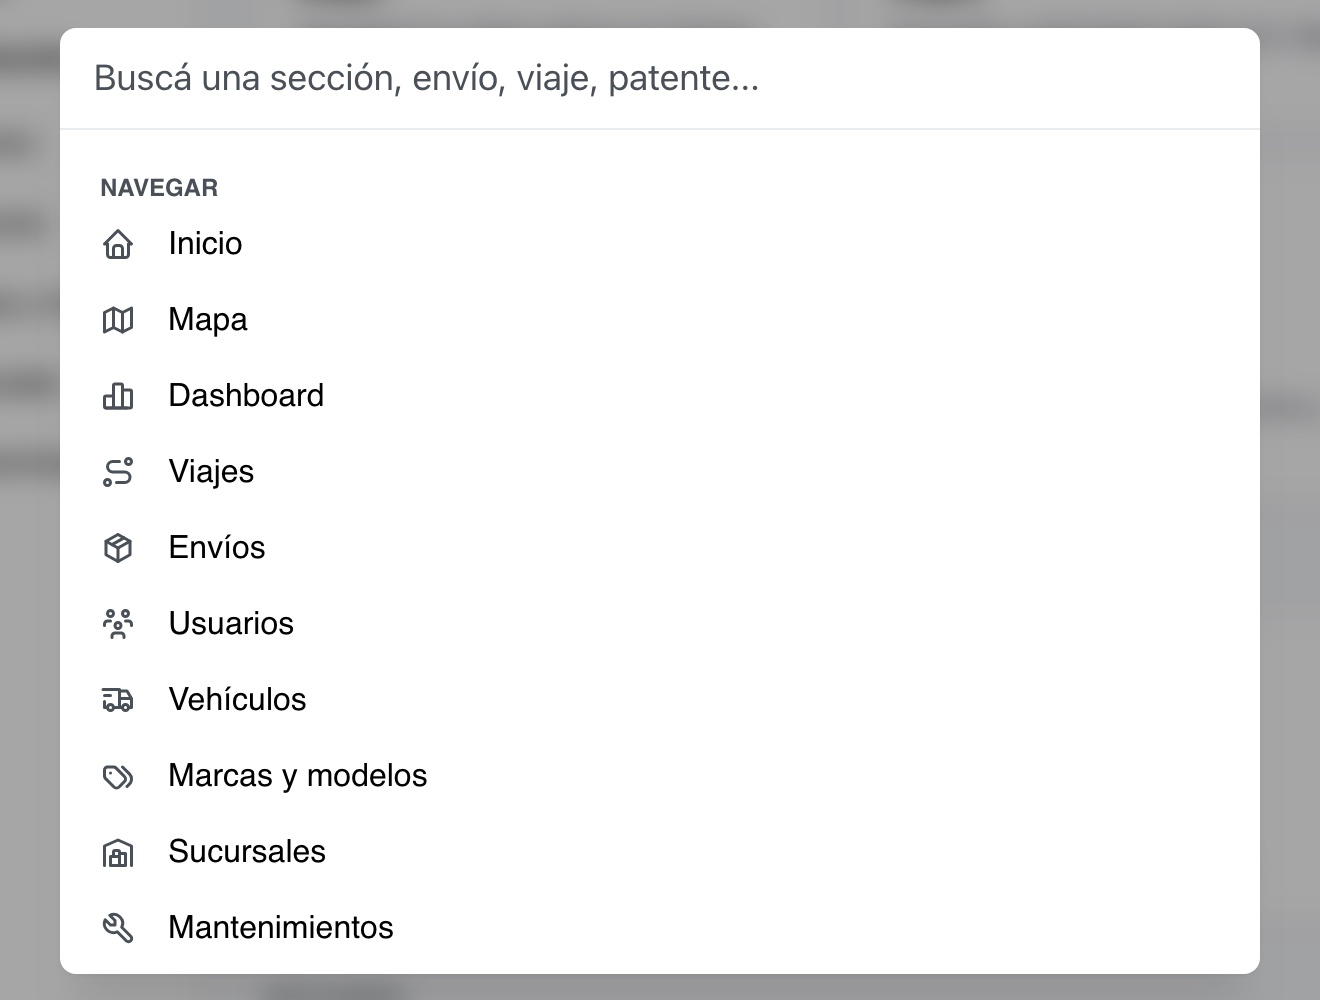 Buscá una sección, envío, viaje, patente...
NAVEGAR
Inicio
Mapa
Dashboard
Viajes
Envíos
Usuarios
Vehículos
Marcas y modelos
Sucursales
Mantenimientos